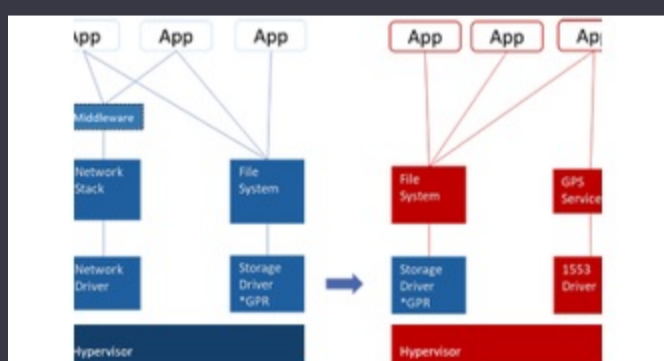 App
App
App
App
App
Middleware
Network
Stack
File
System
File
System
GPS
Service
Network
Driver
Storage
Driver
*GPR
Storage
Driver
*GPR
1553
Driver
Hypervisor
Hypervisor